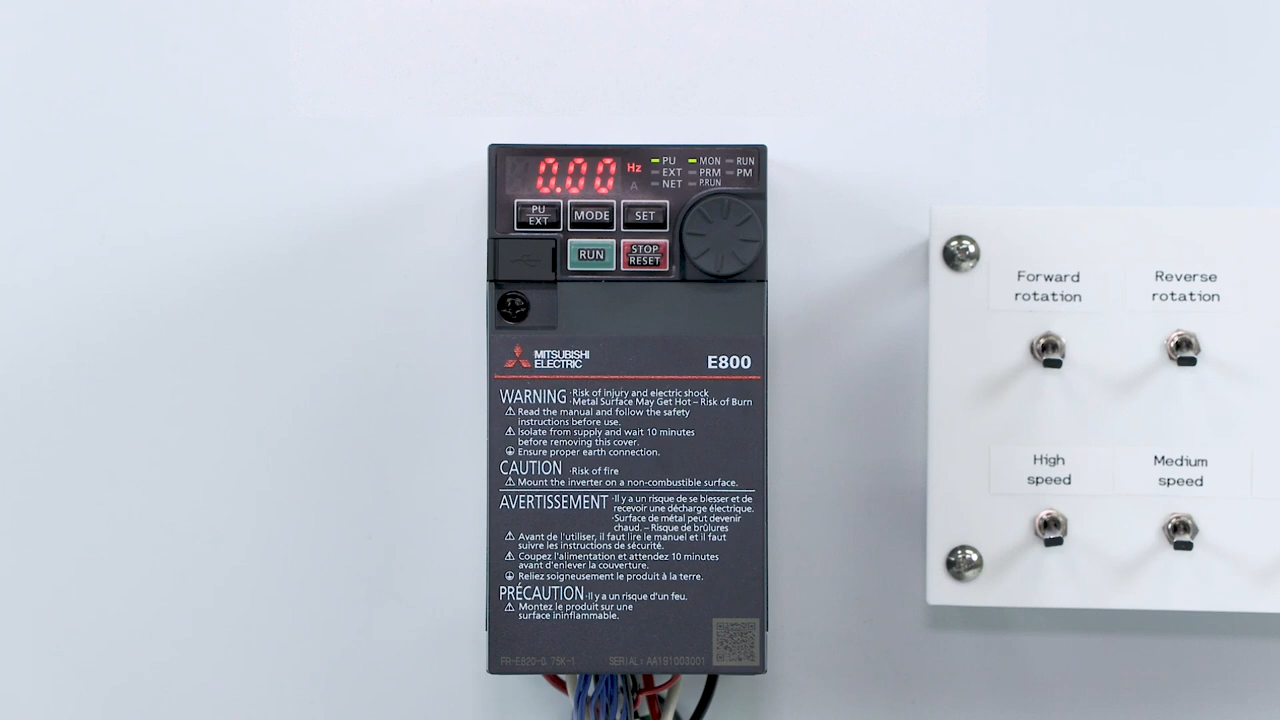 0.00 Hz
A
PU MON RUN
EXT PRM PM
NET P.RUN
PU
EXT
MODE
SET
RUN
STOP
RESET
MITSUBISHI
ELECTRIC
E800
WARNING ·Risk of injury and electric shock
·Metal Surface May Get Hot – Risk of Burn
Read the manual and follow the safety
instructions before use.
Isolate from supply and wait 10 minutes
before removing this cover.
Ensure proper earth connection.
CAUTION ·Risk of fire
Mount the inverter on a non-combustible surface.
AVERTISSEMENT ·Il y a un risque de se blesser et de
recevoir une décharge électrique.
·Surface de métal peut devenir
chaud. – Risque de brûlures
Avant de l'utiliser, il faut lire le manuel et il faut
suivre les instructions de sécurité.
Coupez l'alimentation et attendez 10 minutes
avant d'enlever la couverture.
Reliez soigneusement le produit à la terre.
PRÉCAUTION ·Il y a un risque d'un feu.
Montez le produit sur une
surface ininflammable.
FR-E820-0.75K-1 SERIAL: AA191003001
Forward
rotation
Reverse
rotation
High
speed
Medium
speed